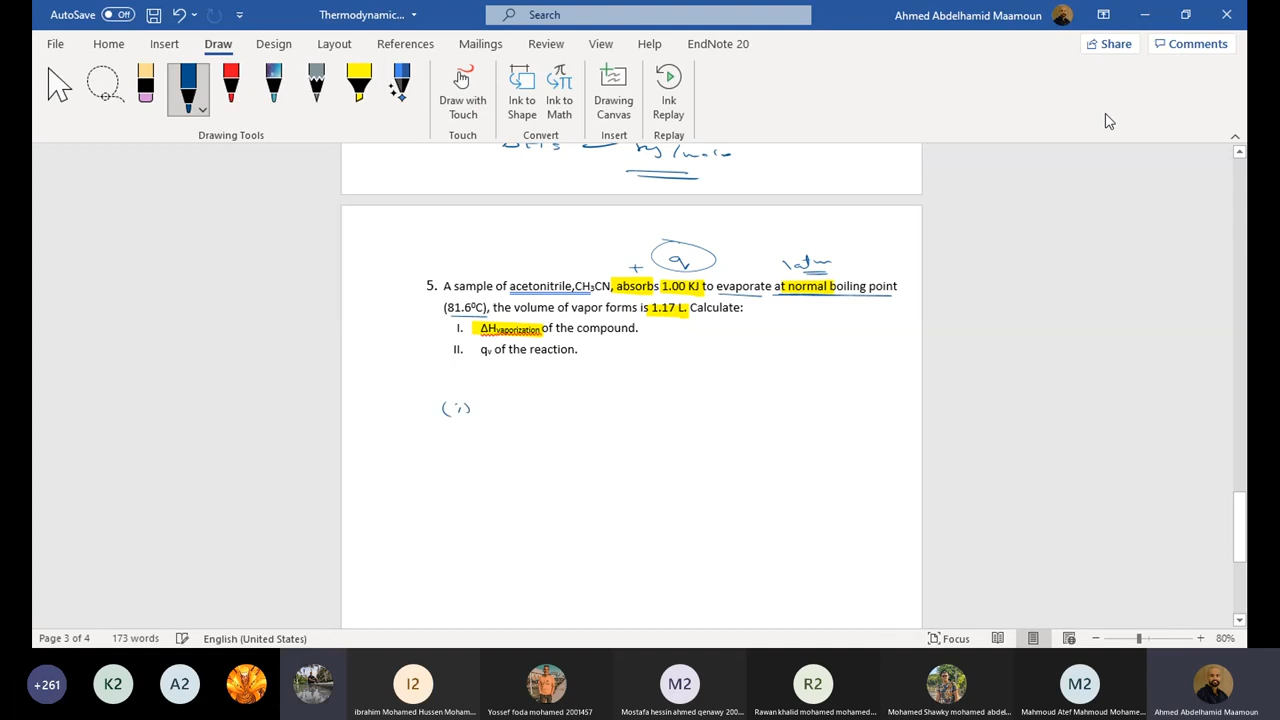 AutoSave Off Thermodynamic... Search Ahmed Abdelhamid Maamoun
File Home Insert Draw Design Layout References Mailings Review View Help EndNote 20 Share Comments
Draw with Touch Ink to Shape Ink to Math Drawing Canvas Ink Replay
Drawing Tools Touch Convert Insert Replay
+ q 1 atm
5. A sample of acetonitrile,CH₃CN, absorbs 1.00 KJ to evaporate at normal boiling point
(81.6⁰C), the volume of vapor forms is 1.17 L. Calculate:
I. ΔHvaporization of the compound.
II. qv of the reaction.
(i)
Page 3 of 4 173 words English (United States) Focus 80%
+261 K2 A2 I2 M2 R2 M2
ibrahim Mohamed Hussen Moham... Yossef foda mohamed 2001457 Mostafa hessin ahmed qenawy 200... Rawan khalid mohamed mohamed... Mohamed Shawky mohamed abdel... Mahmoud Atef Mahmoud Mohame... Ahmed Abdelhamid Maamoun